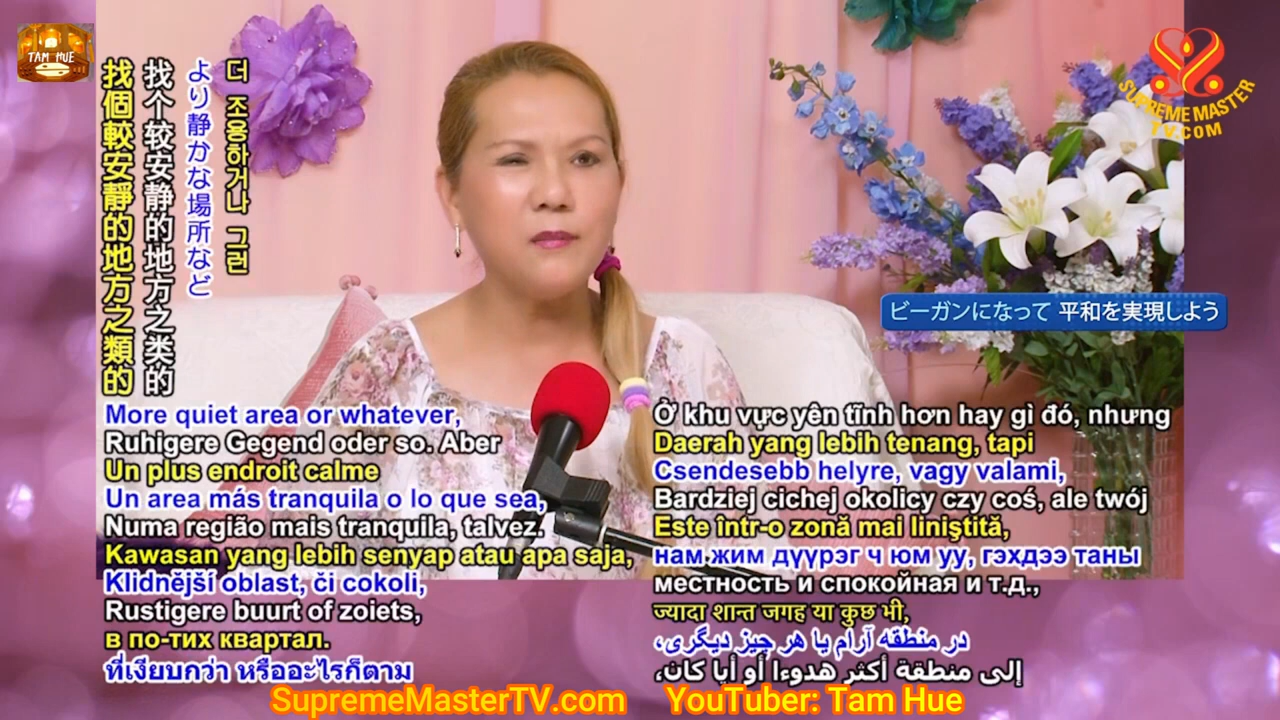 TAM HUE
SUPREME MASTER
TV.COM
더 조용하거나 그런
より静かな場所など
找个较安静的地方之类的
找個較安靜的地方之類的
ビーガンになって 平和を実現しよう
More quiet area or whatever,
Ruhigere Gegend oder so. Aber
Un plus endroit calme
Un area más tranquila o lo que sea,
Numa região mais tranquila, talvez.
Kawasan yang lebih senyap atau apa saja,
Klidnější oblast, či cokoli,
Rustigere buurt of zoiets,
в по-тих квартал.
ที่เงียบกว่า หรืออะไรก็ตาม
Ở khu vực yên tĩnh hơn hay gì đó, nhưng
Daerah yang lebih tenang, tapi
Csendesebb helyre, vagy valami,
Bardziej cichej okolicy czy coś, ale twój
Este într-o zonă mai liniştită,
нам жим дүүрэг ч юм уу, гэхдээ таны
местность и спокойная и т.д.,
ज्यादा शान्त जगह या कुछ भी,
در منطقه آرام یا هر چیز دیگری،
إلى منطقة أكثر هدوءا أو أيا كان،
SupremeMasterTV.com YouTuber: Tam Hue